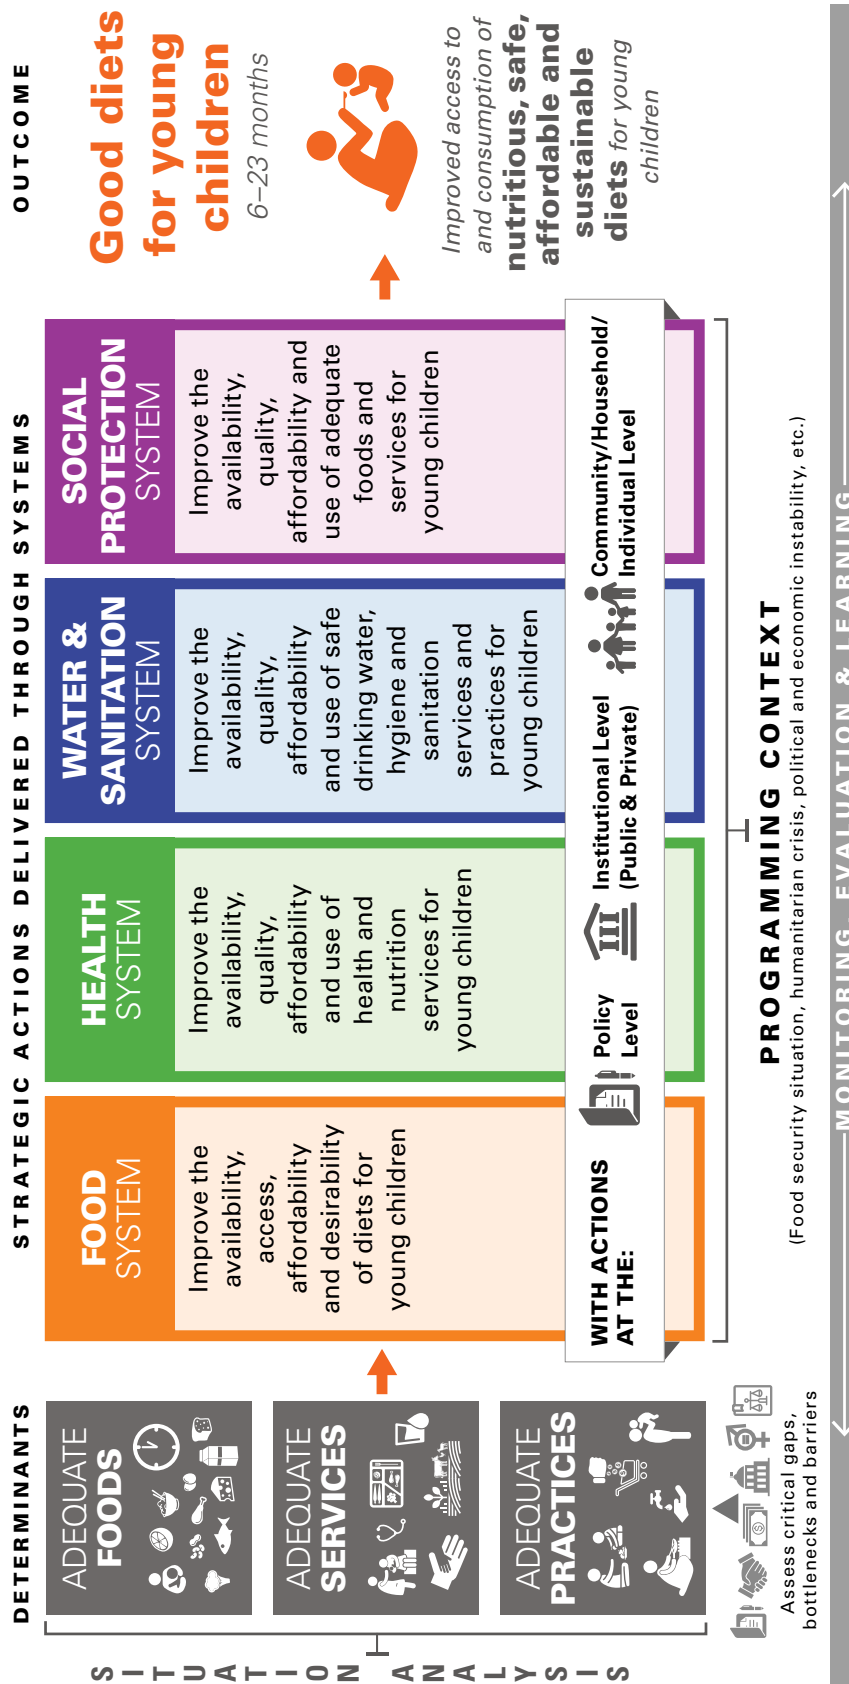 SITUATION ANALYSIS
DETERMINANTS
ADEQUATE
FOODS
ADEQUATE
SERVICES
ADEQUATE
PRACTICES
Assess critical gaps,
bottlenecks and barriers
STRATEGIC ACTIONS DELIVERED THROUGH SYSTEMS
FOOD
SYSTEM
Improve the
availability,
access,
affordability
and desirability
of diets for
young children
HEALTH
SYSTEM
Improve the
availability,
quality,
affordability
and use of
health and
nutrition
services for
young children
WATER &
SANITATION
SYSTEM
Improve the
availability,
quality,
affordability
and use of safe
drinking water,
hygiene and
sanitation
services and
practices for
young children
SOCIAL
PROTECTION
SYSTEM
Improve the
availability,
quality,
affordability and
use of adequate
foods and
services for
young children
WITH ACTIONS
AT THE:
Policy
Level
Institutional Level
(Public & Private)
Community/Household/
Individual Level
PROGRAMMING CONTEXT
(Food security situation, humanitarian crisis, political and economic instability, etc.)
MONITORING, EVALUATION & LEARNING
OUTCOME
Good diets
for young
children
6–23 months
Improved access to
and consumption of
nutritious, safe,
affordable and
sustainable
diets for young
children